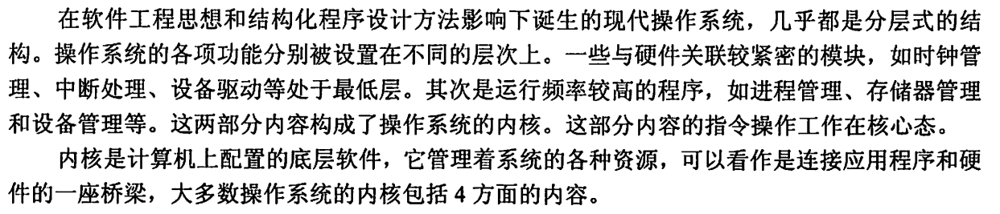 在软件工程思想和结构化程序设计方法影响下诞生的现代操作系统，几乎都是分层式的结
构。操作系统的各项功能分别被设置在不同的层次上。一些与硬件关联较紧密的模块，如时钟管
理、中断处理、设备驱动等处于最低层。其次是运行频率较高的程序，如进程管理、存储器管理
和设备管理等。这两部分内容构成了操作系统的内核。这部分内容的指令操作工作在核心态。
内核是计算机上配置的底层软件，它管理着系统的各种资源，可以看作是连接应用程序和硬
件的一座桥梁，大多数操作系统的内核包括 4 方面的内容。